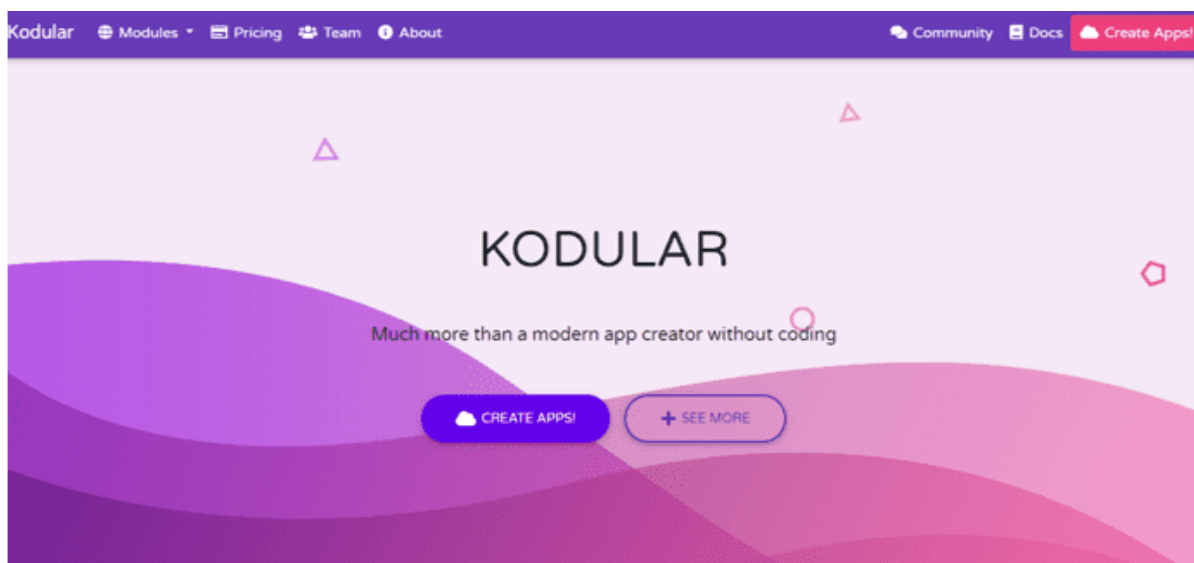 Kodular Modules Pricing Team About Community Docs Create Apps!
KODULAR
Much more than a modern app creator without coding
CREATE APPS! SEE MORE